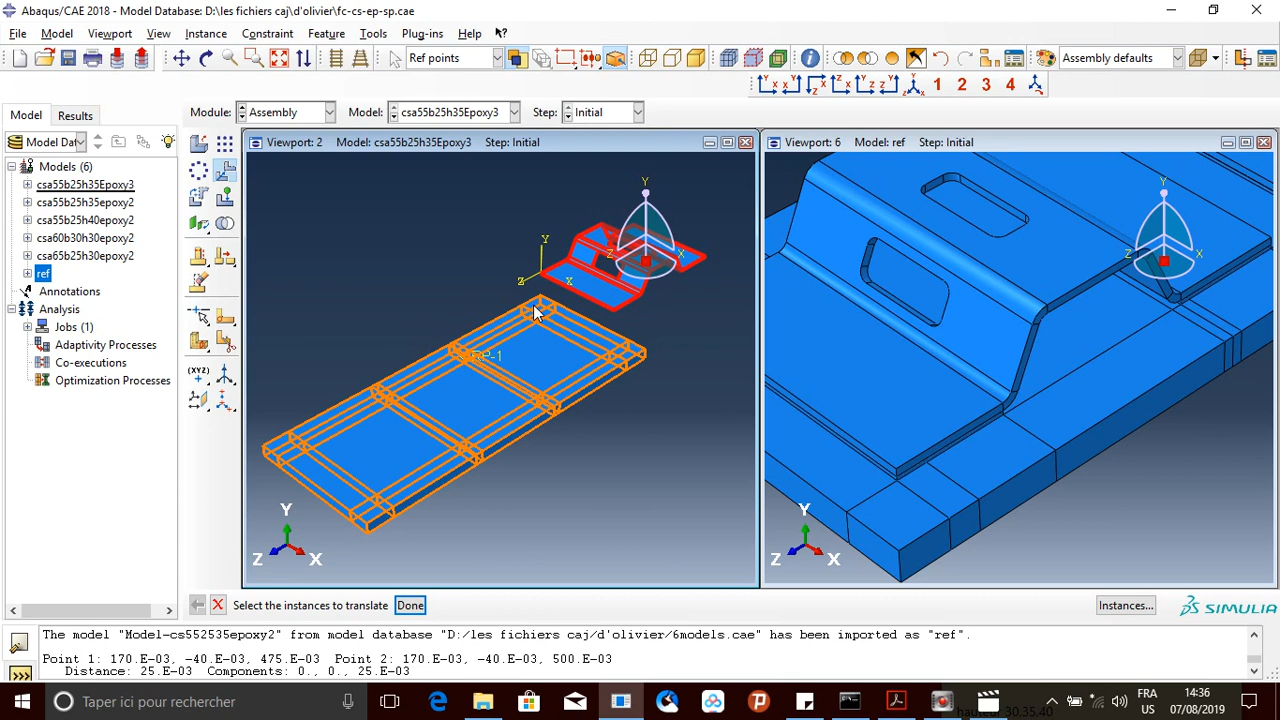 Abaqus/CAE 2018 - Model Database: D:\les fichiers caj\d'olivier\fc-cs-ep-sp.cae
File Model Viewport View Instance Constraint Feature Tools Plug-ins Help
Ref points
Assembly defaults
1 2 3 4
Model Results
Module: Assembly Model: csa55b25h35Epoxy3 Step: Initial
Model Dat
Viewport: 2 Model: csa55b25h35Epoxy3 Step: Initial
Viewport: 6 Model: ref Step: Initial
Models (6)
csa55b25h35Epoxy3
csa55b25h35epoxy2
csa55b25h40epoxy2
csa60b30h30epoxy2
csa65b25h30epoxy2
ref
Annotations
Analysis
Jobs (1)
Adaptivity Processes
Co-executions
Optimization Processes
(XYZ)
Y
Z X
Y
Z X
RP-1
Y
Z X
Y
Z X
Y
Z X
Select the instances to translate Done
Instances...
SIMULIA
The model "Model-cs552535epoxy2" from model database "D:/les fichiers caj/d'olivier/6models.cae" has been imported as "ref".
Point 1: 170.E-03, -40.E-03, 475.E-03 Point 2: 170.E-03, -40.E-03, 500.E-03
Distance: 25.E-03 Components: 0., 0., 25.E-03
>>>
Taper ici pour rechercher
FRA
US
14:36
07/08/2019
hauteur 30.35.40